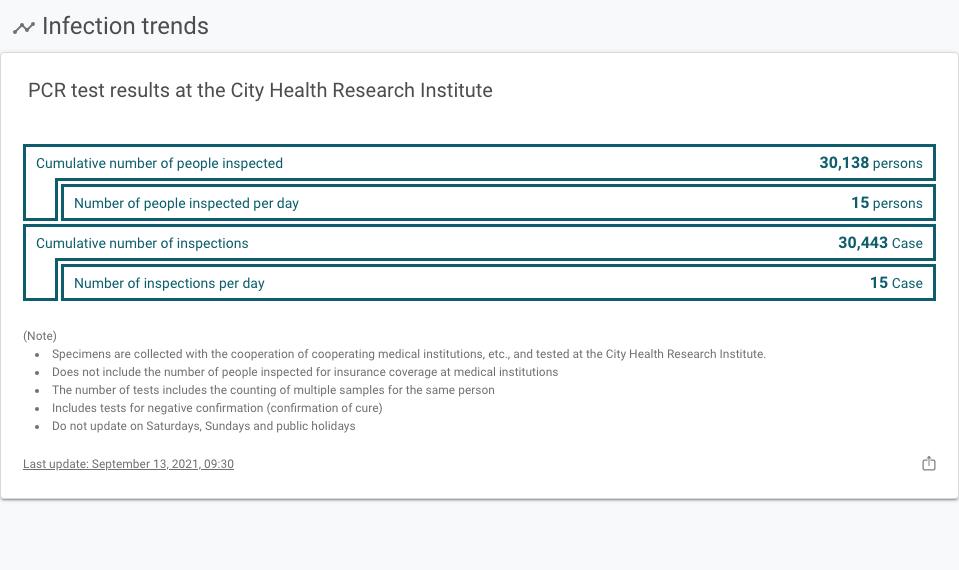 Infection trends
PCR test results at the City Health Research Institute
Cumulative number of people inspected 30,138 persons
Number of people inspected per day 15 persons
Cumulative number of inspections 30,443 Case
Number of inspections per day 15 Case
(Note)
Specimens are collected with the cooperation of cooperating medical institutions, etc., and tested at the City Health Research Institute.
Does not include the number of people inspected for insurance coverage at medical institutions
The number of tests includes the counting of multiple samples for the same person
Includes tests for negative confirmation (confirmation of cure)
Do not update on Saturdays, Sundays and public holidays
Last update: September 13, 2021, 09:30